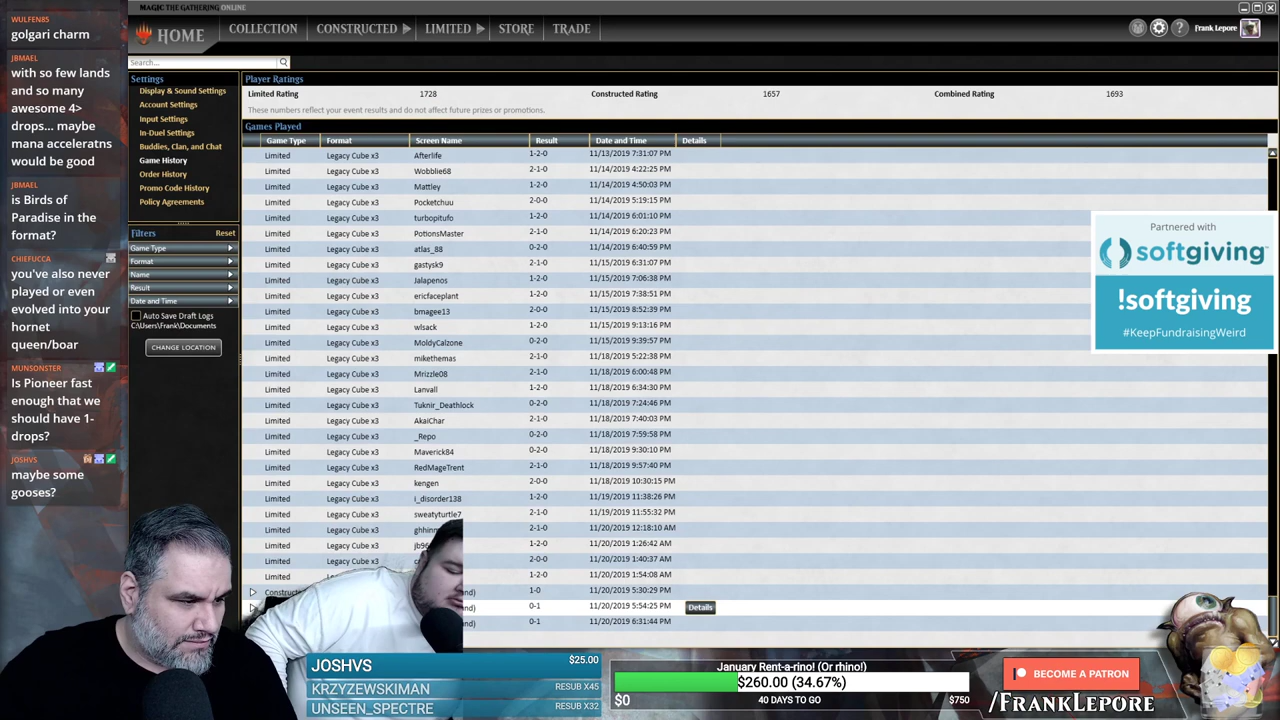 WULFEN85
golgari charm
JBMAEL
with so few lands
and so many
awesome 4>
drops... maybe
mana acceleratns
would be good
JBMAEL
is Birds of
Paradise in the
format?
CHIEFUCCA
you've also never
played or even
evolved into your
hornet
queen/boar
MUNSONSTER
Is Pioneer fast
enough that we
should have 1-
drops?
JOSHVS
maybe some
gooses?
MAGIC THE GATHERING ONLINE
HOME COLLECTION CONSTRUCTED LIMITED STORE TRADE
Frank Lepore
Search...
Settings
Display & Sound Settings
Account Settings
Input Settings
In-Duel Settings
Buddies, Clan, and Chat
Game History
Order History
Promo Code History
Policy Agreements
Filters Reset
Game Type
Format
Name
Result
Date and Time
Auto Save Draft Logs
C:\Users\Frank\Documents
CHANGE LOCATION
Player Ratings
Limited Rating 1728 Constructed Rating 1657 Combined Rating 1693
These numbers reflect your event results and do not affect future prizes or promotions.
Games Played
Game Type Format Screen Name Result Date and Time Details
Limited Legacy Cube x3 Afterlife 1-2-0 11/13/2019 7:31:07 PM
Limited Legacy Cube x3 Wobblie68 2-1-0 11/14/2019 4:22:25 PM
Limited Legacy Cube x3 Mattley 1-2-0 11/14/2019 4:50:03 PM
Limited Legacy Cube x3 Pocketchuu 2-0-0 11/14/2019 5:19:15 PM
Limited Legacy Cube x3 turbopitufo 1-2-0 11/14/2019 6:01:10 PM
Limited Legacy Cube x3 PotionsMaster 2-1-0 11/14/2019 6:20:23 PM
Limited Legacy Cube x3 atlas_88 0-2-0 11/14/2019 6:40:59 PM
Limited Legacy Cube x3 gastysk9 2-1-0 11/15/2019 6:31:07 PM
Limited Legacy Cube x3 Jalapenos 1-2-0 11/15/2019 7:06:38 PM
Limited Legacy Cube x3 ericfaceplant 1-2-0 11/15/2019 7:38:51 PM
Limited Legacy Cube x3 bmagee13 2-0-0 11/15/2019 8:52:39 PM
Limited Legacy Cube x3 wlsack 1-2-0 11/15/2019 9:13:16 PM
Limited Legacy Cube x3 MoldyCalzone 2-1-0 11/15/2019 9:39:57 PM
Limited Legacy Cube x3 mikethemas 2-1-0 11/18/2019 5:22:38 PM
Limited Legacy Cube x3 Mrizzle08 2-1-0 11/18/2019 6:00:48 PM
Limited Legacy Cube x3 Lanvall 1-2-0 11/18/2019 6:34:30 PM
Limited Legacy Cube x3 Tuknir_Deathlock 0-2-0 11/18/2019 7:24:46 PM
Limited Legacy Cube x3 AkaiChar 2-1-0 11/18/2019 7:40:03 PM
Limited Legacy Cube x3 _Repo 0-2-0 11/18/2019 7:59:58 PM
Limited Legacy Cube x3 Maverick84 0-2-0 11/18/2019 9:30:10 PM
Limited Legacy Cube x3 RedMageTrent 2-1-0 11/18/2019 9:57:40 PM
Limited Legacy Cube x3 kengen 2-0-0 11/18/2019 10:30:15 PM
Limited Legacy Cube x3 i_disorder138 1-2-0 11/19/2019 11:38:26 PM
Limited Legacy Cube x3 sweatyturtle7 2-1-0 11/19/2019 11:55:32 PM
Limited Legacy Cube x3 2-1-0 11/20/2019 12:18:10 AM
Limited Legacy Cube x3 1-2-0 11/20/2019 1:26:42 AM
Limited Legacy Cube x3 2-0-0 11/20/2019 1:40:37 AM
Limited Legacy Cube x3 1-2-0 11/20/2019 1:54:08 AM
1-0 11/20/2019 5:30:29 PM
0-1 11/20/2019 5:54:25 PM Details
0-1 11/20/2019 6:31:44 PM
Partnered with
softgiving
!softgiving
#KeepFundraisingWeird
JOSHVS $25.00
KRZYZEWSKIMAN RESUB X45
UNSEEN_SPECTRE RESUB X32
January Rent-a-rino! (Or rhino!)
$260.00 (34.67%)
$0 40 DAYS TO GO $750
BECOME A PATRON
/FRANKLEPORE